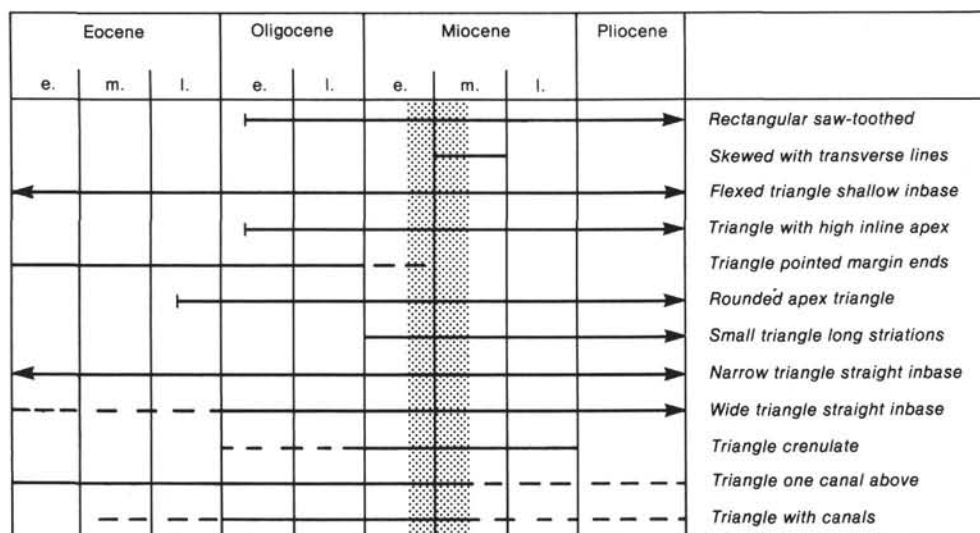 Eocene Oligocene Miocene Pliocene
e. m. l. e. l. e. m. l.
Rectangular saw-toothed
Skewed with transverse lines
Flexed triangle shallow inbase
Triangle with high inline apex
Triangle pointed margin ends
Rounded apex triangle
Small triangle long striations
Narrow triangle straight inbase
Wide triangle straight inbase
Triangle crenulate
Triangle one canal above
Triangle with canals